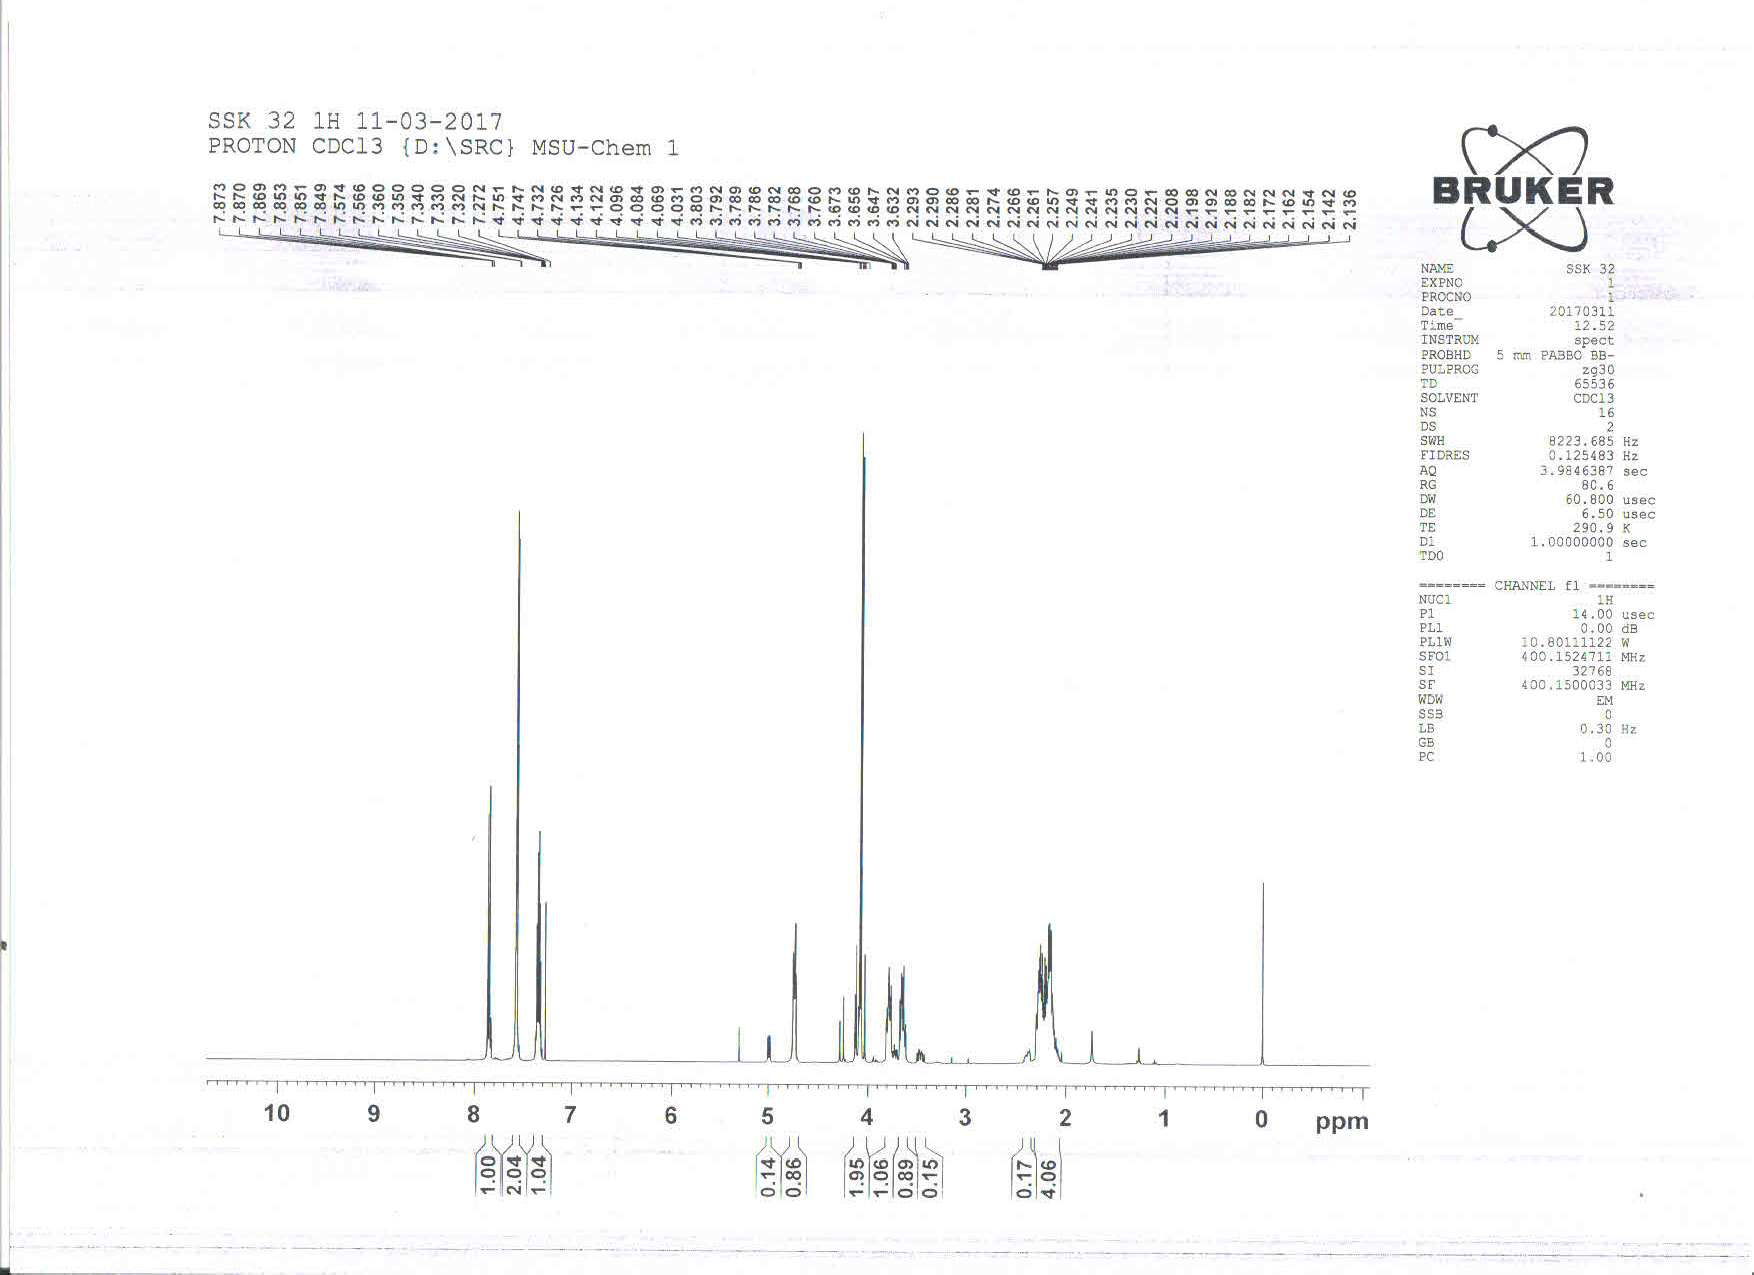 SSK 32 1H 11-03-2017
PROTON CDCl3 {D:\SRC} MSU-Chem 1
7.873
7.870
7.869
7.853
7.851
7.849
7.574
7.566
7.360
7.350
7.340
7.330
7.320
7.272
4.751
4.747
4.732
4.726
4.134
4.122
4.096
4.084
4.069
4.031
3.803
3.792
3.789
3.786
3.782
3.768
3.760
3.673
3.656
3.647
3.632
2.293
2.290
2.286
2.281
2.274
2.266
2.261
2.257
2.249
2.241
2.235
2.230
2.221
2.208
2.198
2.192
2.188
2.182
2.172
2.162
2.154
2.142
2.136
BRUKER
NAME SSK 32
EXPNO 1
PROCNO 1
Date_ 20170311
Time 12.52
INSTRUM spect
PROBHD 5 mm PABBO BB-
PULPROG zg30
TD 65536
SOLVENT CDCl3
NS 16
DS 2
SWH 8223.685 Hz
FIDRES 0.125483 Hz
AQ 3.9846387 sec
RG 80.6
DW 60.800 usec
DE 6.50 usec
TE 290.9 K
D1 1.00000000 sec
TD0 1
======== CHANNEL f1 ========
NUC1 1H
P1 14.00 usec
PL1 0.00 dB
PL1W 10.80111122 W
SFO1 400.1524711 MHz
SI 32768
SF 400.1500033 MHz
WDW EM
SSB 0
LB 0.30 Hz
GB 0
PC 1.00
10 9 8 7 6 5 4 3 2 1 0 ppm
1.00
2.04
1.04
0.14
0.86
1.95
1.06
0.89
0.15
0.17
4.06